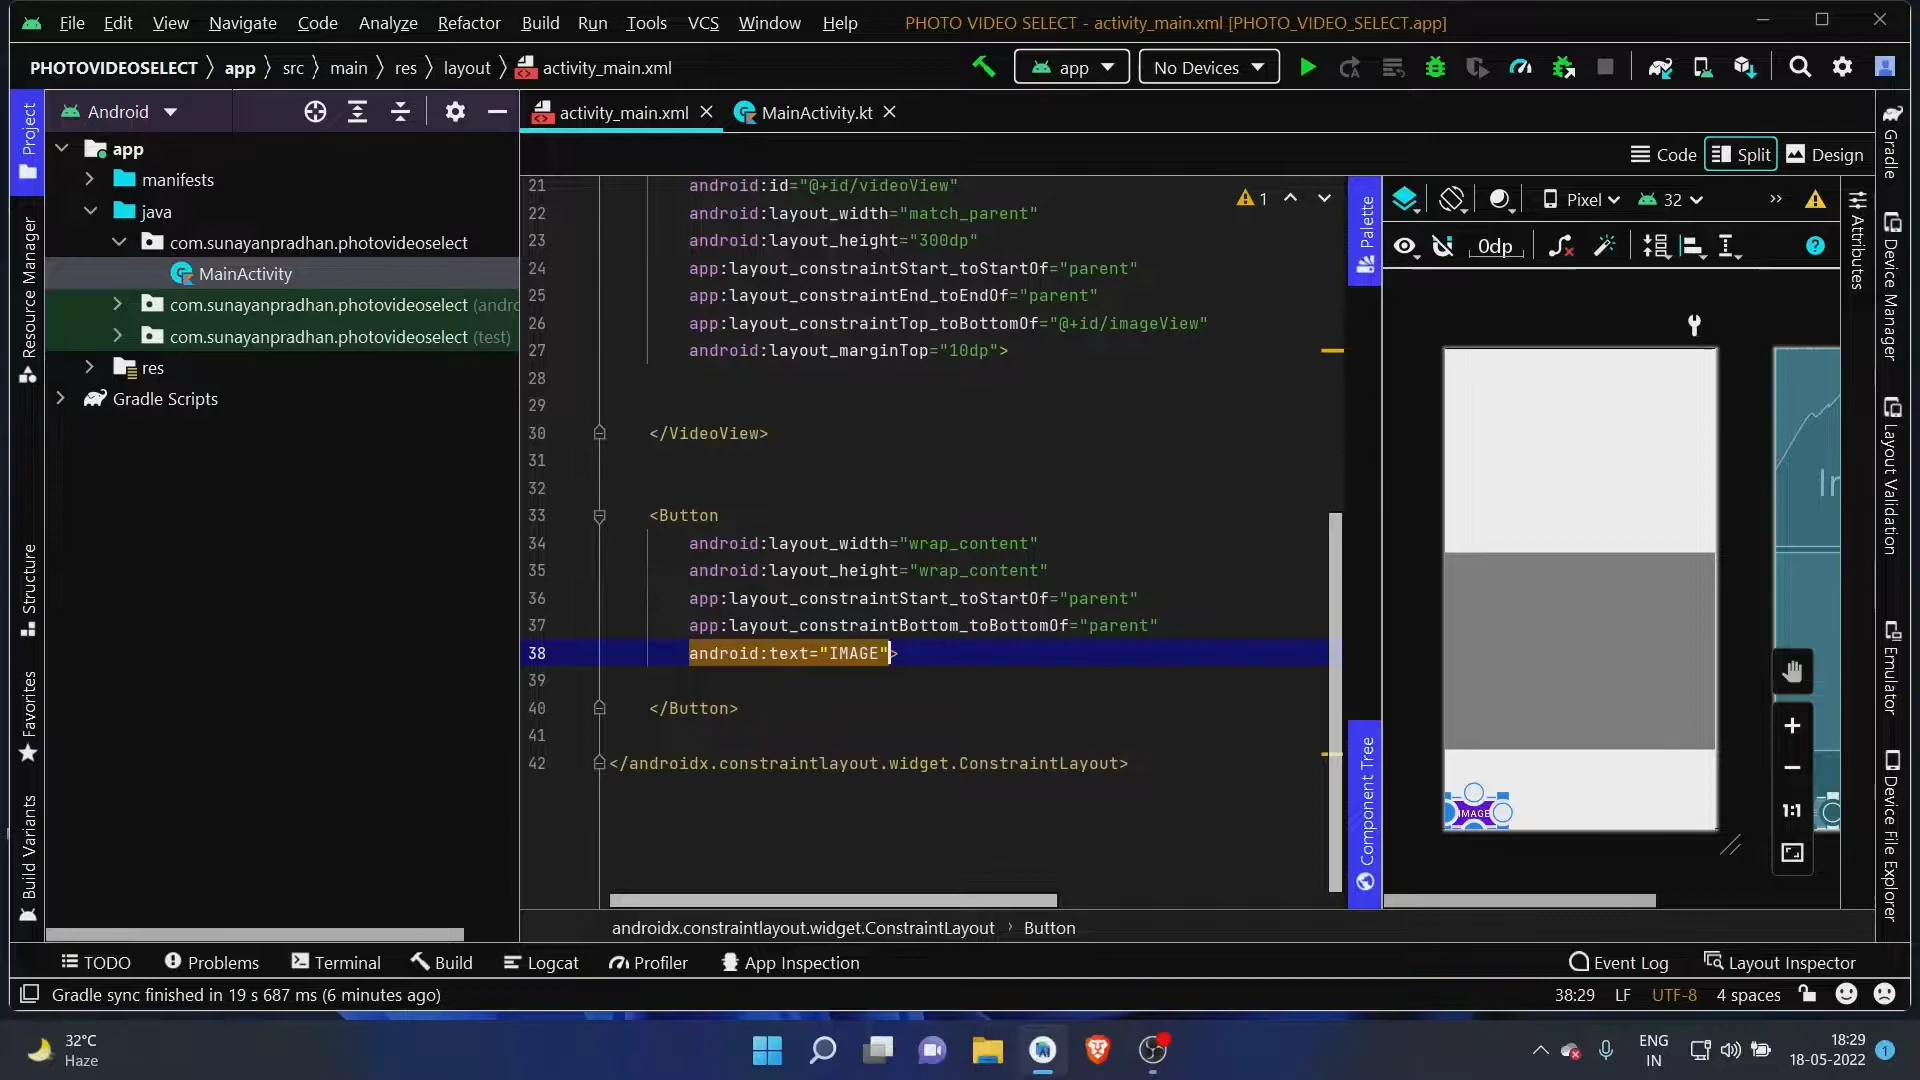 File Edit View Navigate Code Analyze Refactor Build Run Tools VCS Window Help PHOTO VIDEO SELECT - activity_main.xml [PHOTO_VIDEO_SELECT.app]
PHOTOVIDEOSELECT app src main res layout activity_main.xml app No Devices
Project
Android
activity_main.xml MainActivity.kt
Code Split Design
app
manifests
java
com.sunayanpradhan.photovideoselect
MainActivity
com.sunayanpradhan.photovideoselect (andro
com.sunayanpradhan.photovideoselect (test)
res
Gradle Scripts
Resource Manager
Structure
Favorites
Build Variants
21 android:id="@+id/videoView"
22 android:layout_width="match_parent"
23 android:layout_height="300dp"
24 app:layout_constraintStart_toStartOf="parent"
25 app:layout_constraintEnd_toEndOf="parent"
26 app:layout_constraintTop_toBottomOf="@+id/imageView"
27 android:layout_marginTop="10dp">
28
29
30 </VideoView>
31
32
33 <Button
34 android:layout_width="wrap_content"
35 android:layout_height="wrap_content"
36 app:layout_constraintStart_toStartOf="parent"
37 app:layout_constraintBottom_toBottomOf="parent"
38 android:text="IMAGE">
39
40 </Button>
41
42 </androidx.constraintlayout.widget.ConstraintLayout>
1
Palette
Component Tree
Pixel 32
0dp
IMAGE
1:1
Attributes
Gradle
Device Manager
Layout Validation
Emulator
Device File Explorer
androidx.constraintlayout.widget.ConstraintLayout › Button
TODO Problems Terminal Build Logcat Profiler App Inspection Event Log Layout Inspector
Gradle sync finished in 19 s 687 ms (6 minutes ago) 38:29 LF UTF-8 4 spaces
32°C
Haze
ENG
IN
18:29
18-05-2022
1